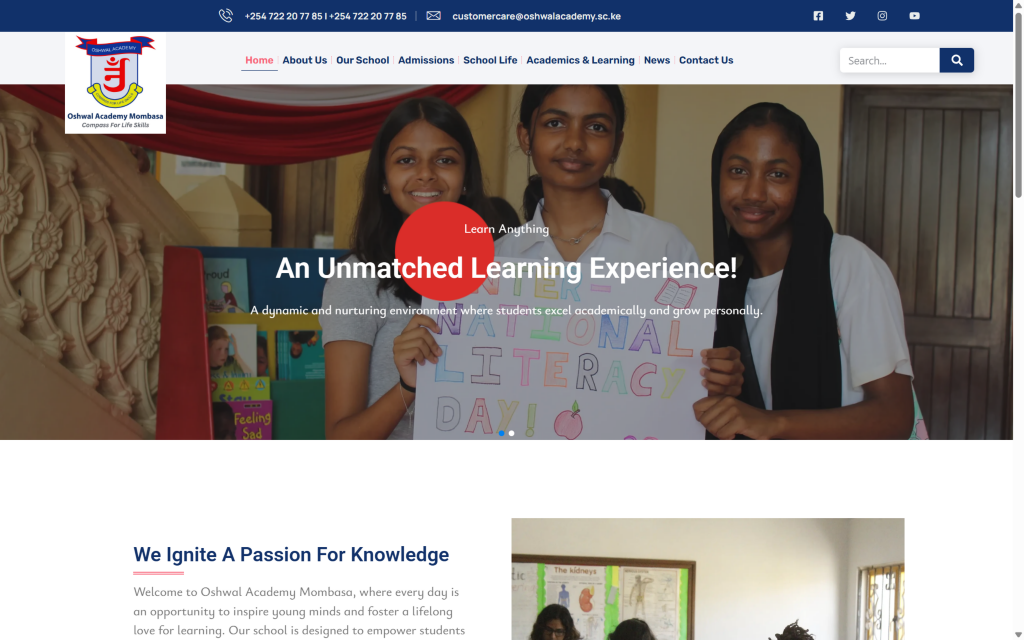 +254 722 20 77 85 I +254 722 20 77 85
customercare@oshwalacademy.sc.ke
OSHWAL ACADEMY
Oshwal Academy Mombasa
Compass For Life Skills
Home
About Us
Our School
Admissions
School Life
Academics & Learning
News
Contact Us
Search...
Learn Anything
An Unmatched Learning Experience!
A dynamic and nurturing environment where students excel academically and grow personally.
INTER-
NATIONAL
LITERACY
DAY!
Proud
Stay
Feeling
Sad
We Ignite A Passion For Knowledge
Welcome to Oshwal Academy Mombasa, where every day is
an opportunity to inspire young minds and foster a lifelong
love for learning. Our school is designed to empower students
The kidneys